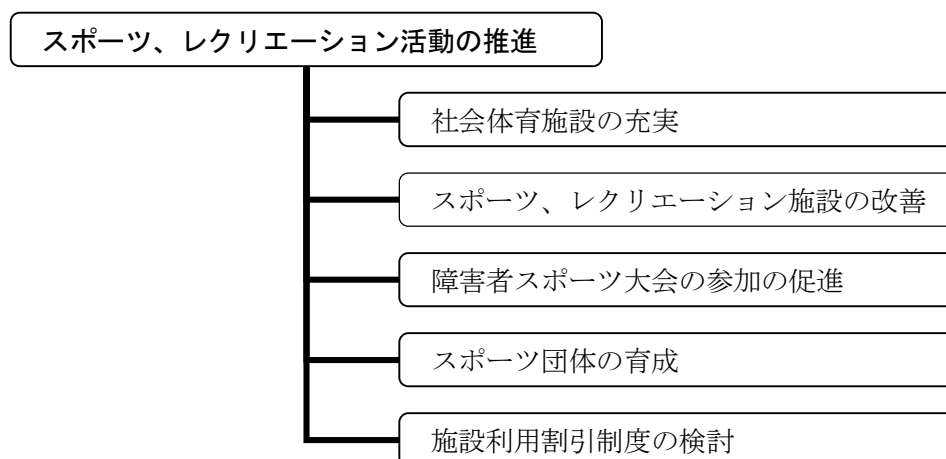 スポーツ、レクリエーション活動の推進
社会体育施設の充実
スポーツ、レクリエーション施設の改善
障害者スポーツ大会の参加の促進
スポーツ団体の育成
施設利用割引制度の検討